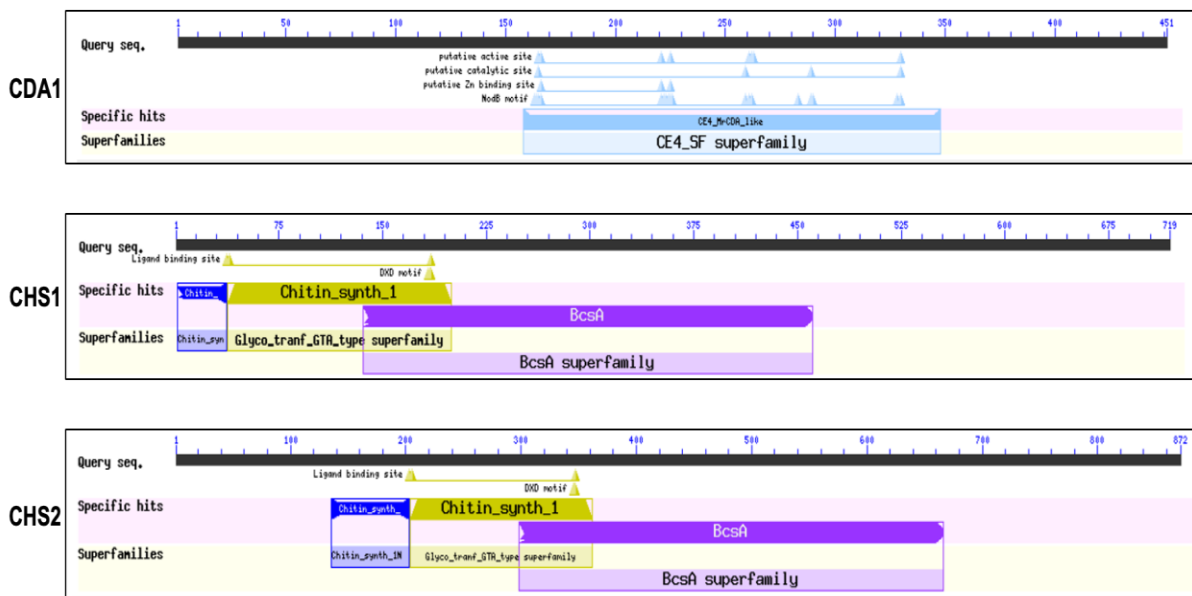 1 50 100 150 200 250 300 350 400 451
Query seq.
putative active site
CDA1
putative catalytic site
putative Zn binding site
NodB motif
Specific hits
CE4_MrCDA_like
Superfamilies
CE4_SF superfamily
1 75 150 225 300 375 450 525 600 675 719
Query seq.
Ligand binding site
DXD motif
CHS1
Specific hits
Chitin_
Chitin_synth_1
BcsA
Superfamilies
Chitin_syn
Glyco_tranf_GTA_type superfamily
BcsA superfamily
1 100 200 300 400 500 600 700 800 872
Query seq.
Ligand binding site
DXD motif
CHS2
Specific hits
Chitin_synth_
Chitin_synth_1
BcsA
Superfamilies
Chitin_synth_1N
Glyco_tranf_GTA_type superfamily
BcsA superfamily